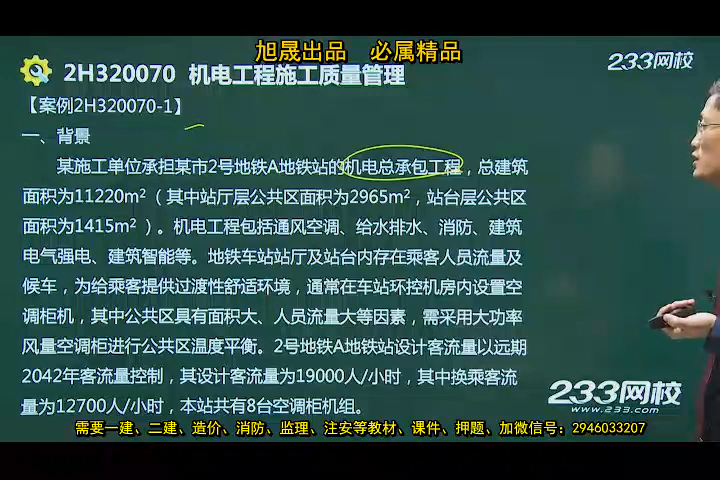 旭晟出品 必属精品
233网校
2H320070 机电工程施工质量管理
【案例2H320070-1】
一、背景
某施工单位承担某市2号地铁A地铁站的机电总承包工程，总建筑
面积为11220m²（其中站厅层公共区面积为2965m²，站台层公共区
面积为1415m²）。机电工程包括通风空调、给水排水、消防、建筑
电气强电、建筑智能等。地铁车站站厅及站台内存在乘客人员流量及
候车，为给乘客提供过渡性舒适环境，通常在车站环控机房内设置空
调柜机，其中公共区具有面积大、人员流量大等因素，需采用大功率
风量空调柜进行公共区温度平衡。2号地铁A地铁站设计客流量以远期
2042年客流量控制，其设计客流量为19000人/小时，其中换乘客流
量为12700人/小时，本站共有8台空调柜机组。
233网校
www.233.com
需要一建、二建、造价、消防、监理、注安等教材、课件、押题、加微信号：2946033207